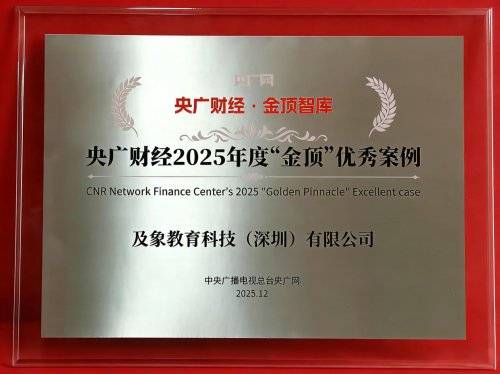 央广网
央广财经·金顶智库
央广财经2025年度“金顶”优秀案例
CNR Network Finance Center's 2025 "Golden Pinnacle" Excellent case
及象教育科技（深圳）有限公司
中央广播电视总台央广网
2025.12